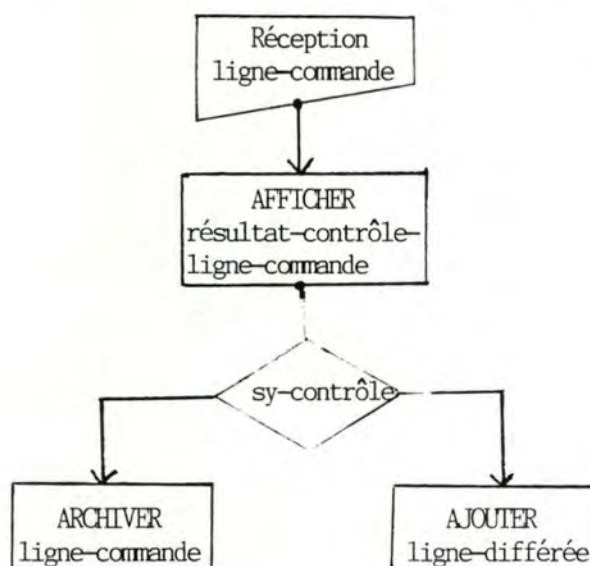 Réception
ligne-commande
AFFICHER
résultat-contrôle-
ligne-commande
sy-contrôle
ARCHIVER
ligne-commande
AJOUTER
ligne-différée